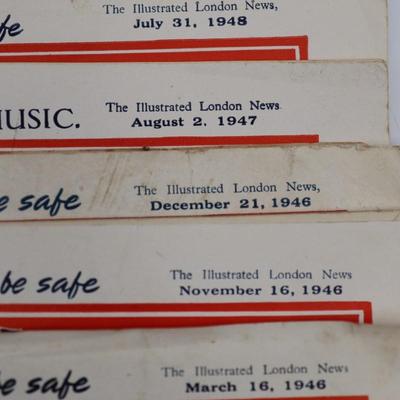 The Illustrated London News,
afe July 31, 1948
The Illustrated London News
MUSIC. August 2, 1947
The Illustrated London News,
e safe December 21, 1946
The Illustrated London News
be safe November 16, 1946
The Illustrated London News
be safe March 16, 1946